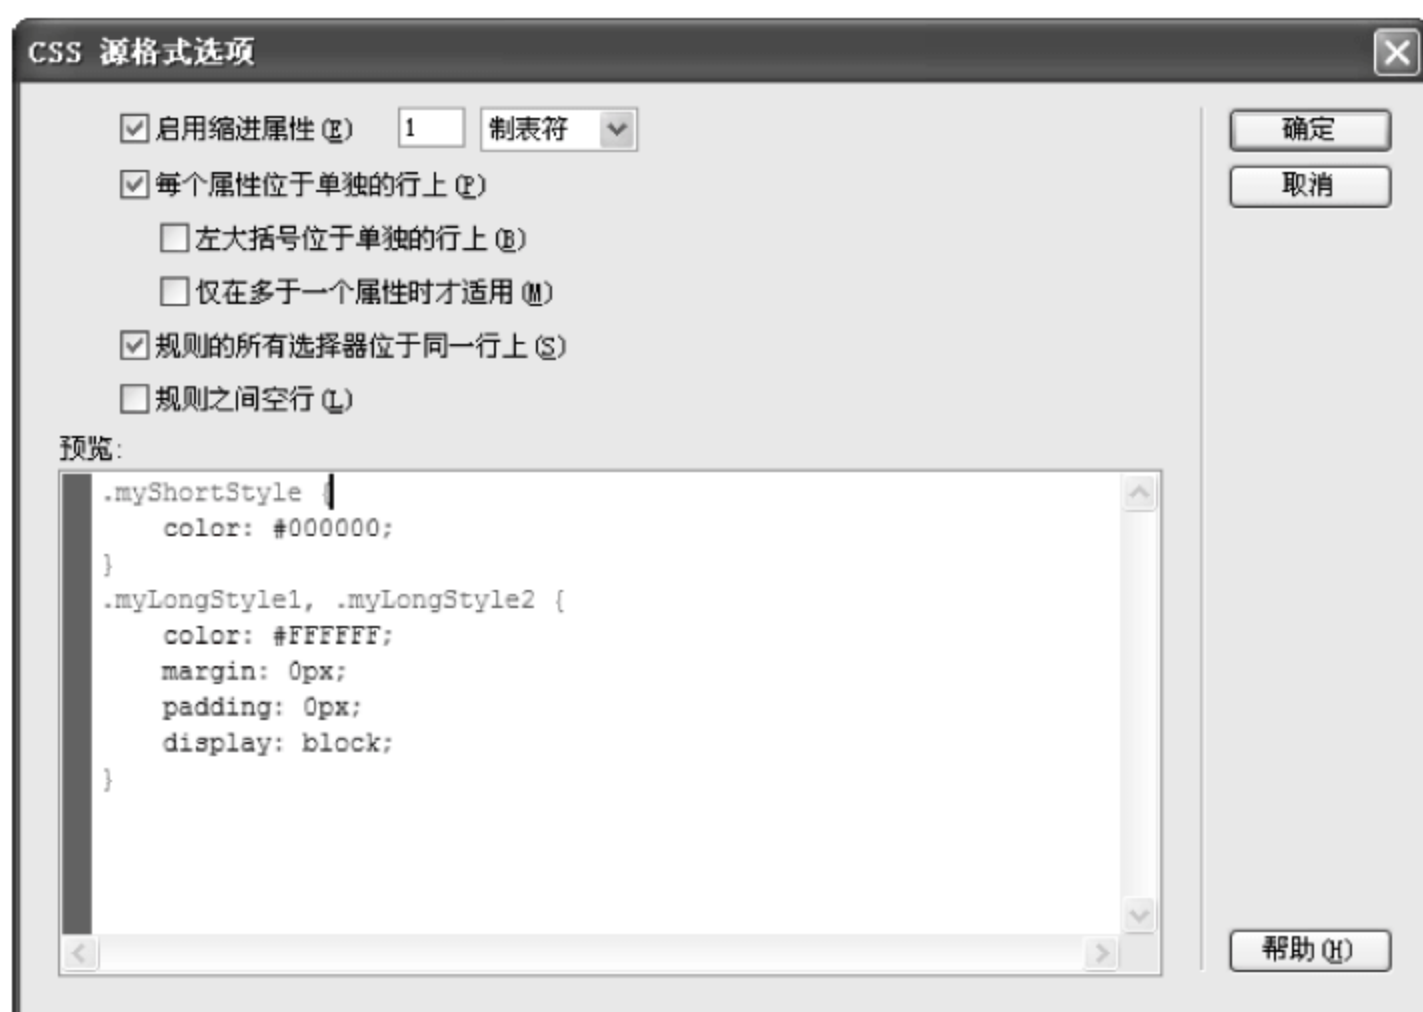 CSS 源格式选项
启用缩进属性(E) 1 制表符
确定
每个属性位于单独的行上(P)
取消
左大括号位于单独的行上(B)
仅在多于一个属性时才适用(M)
规则的所有选择器位于同一行上(S)
规则之间空行(L)
预览:
.myShortStyle {
color: #000000;
}
.myLongStyle1, .myLongStyle2 {
color: #FFFFFF;
margin: 0px;
padding: 0px;
display: block;
}
帮助(H)